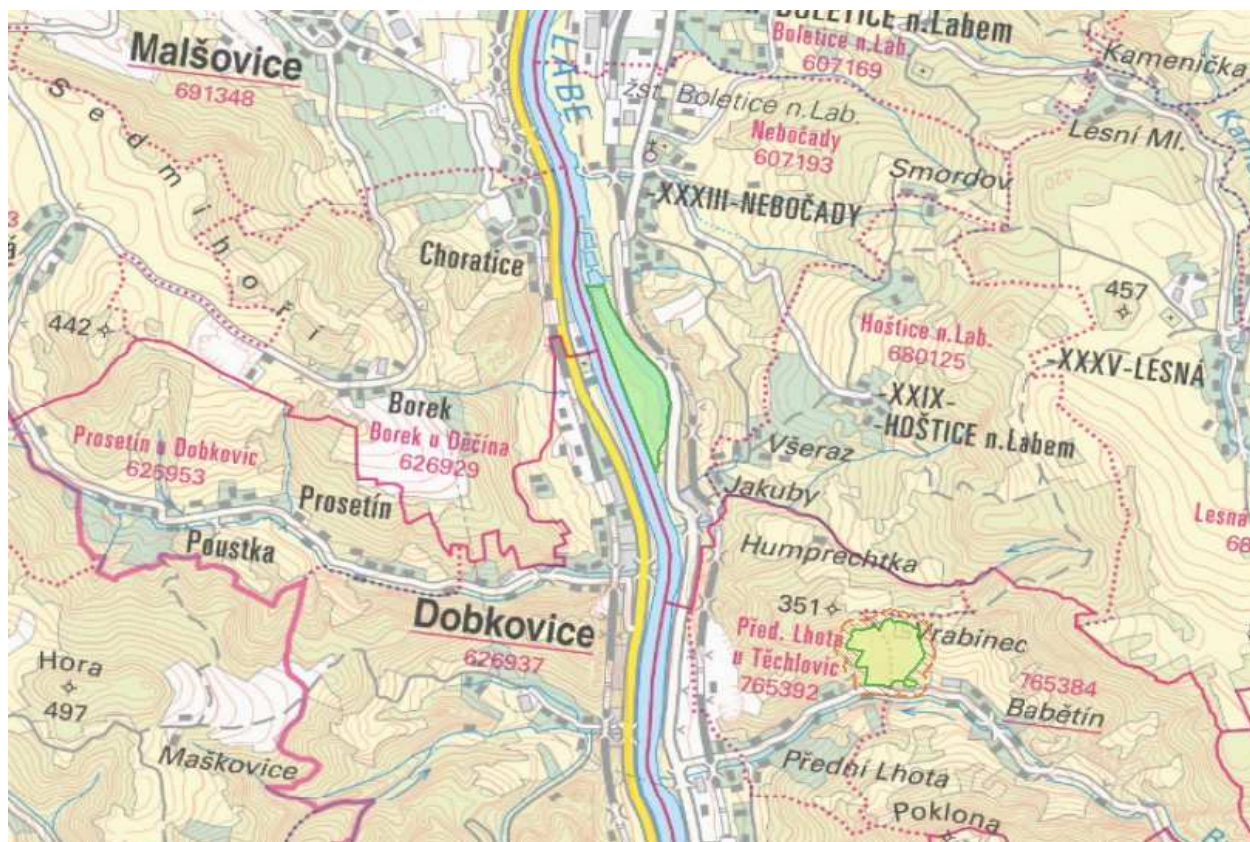 BOLETICE n.Labem
Boletice n.Lab.
607169
Kamenička
Malšovice
691348
LABE
žst. Boletice n.Lab.
Nebočady
607193
Lesní Ml.
Smordov
420
Sedmihoří
-XXXIII-NEBOČADY
Choratice
457
442
Hoštice n.Lab.
680125
-XXXV-LESNÁ
-XXIX-
-HOŠTICE n.Labem
Borek
Borek u Děčína
626929
Prosetín u Dobkovic
626953
Všeraz
Jakuby
Prosetín
Poustka
Lesna
68
Humprechtka
351
Dobkovice
626937
Před. Lhota
u Těchlovic
765392
Vrabinec
765384
Babětín
Hora
497
Maškovice
Přední Lhota
Poklona